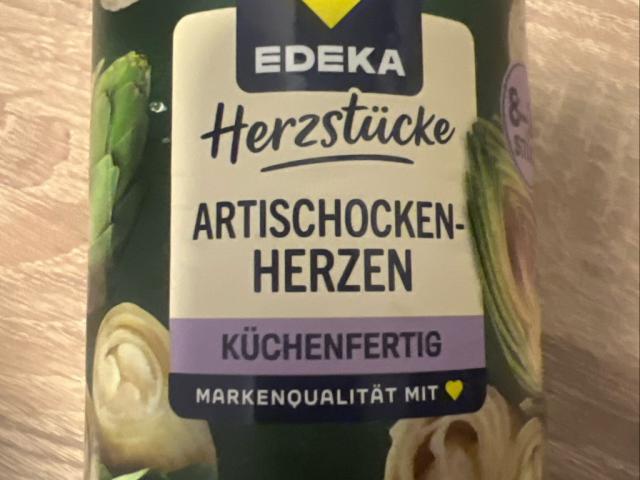 EDEKA
Herzstücke
ARTISCHOCKEN-
HERZEN
KÜCHENFERTIG
MARKENQUALITÄT MIT